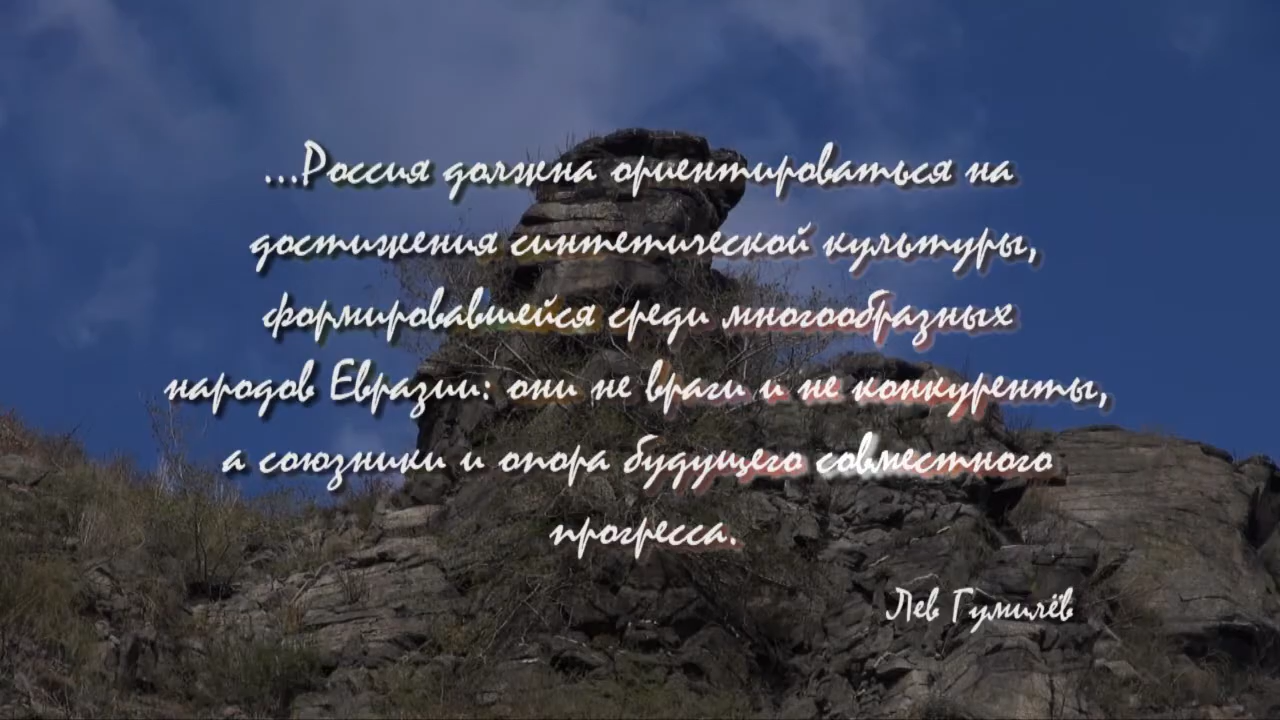 ...Россия должна ориентироваться на
достижения синтетической культуры,
формировавшейся среди многообразных
народов Евразии: они не враги и не конкуренты,
а союзники и опора будущего совместного
прогресса.
Лев Гумилёв